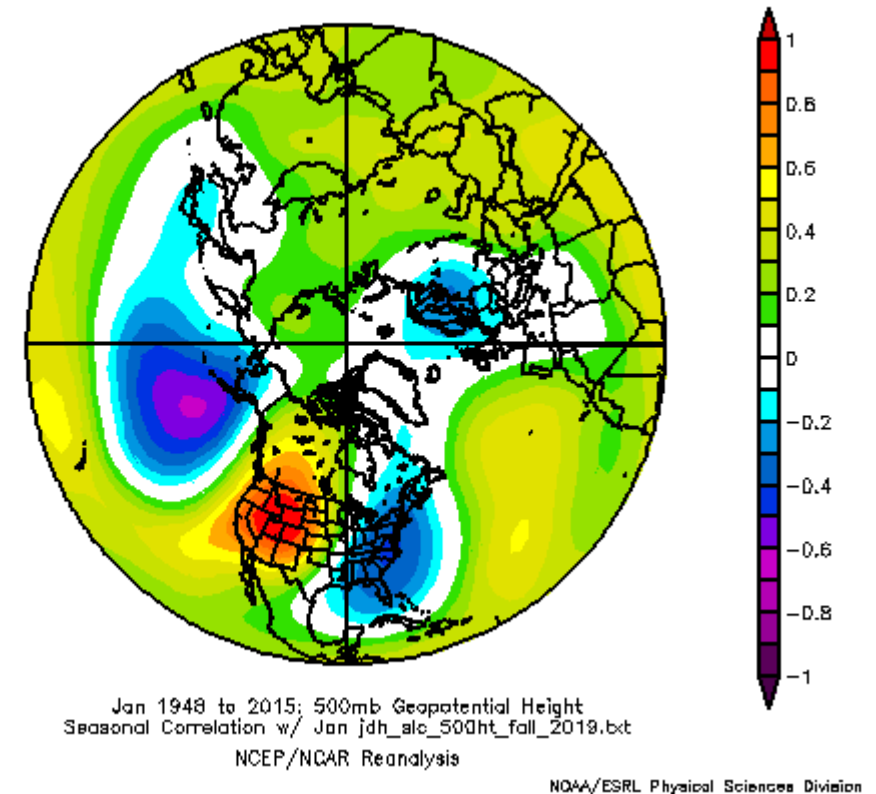 1
0.8
0.6
0.4
0.2
0
-0.2
-0.4
-0.6
-0.8
-1
Jan 1948 to 2015: 500mb Geopotential Height
Seasonal Correlation w/ Jan jdh_slc_500ht_fall_2019.txt
NCEP/NCAR Reanalysis
NOAA/ESRL Physical Sciences Division